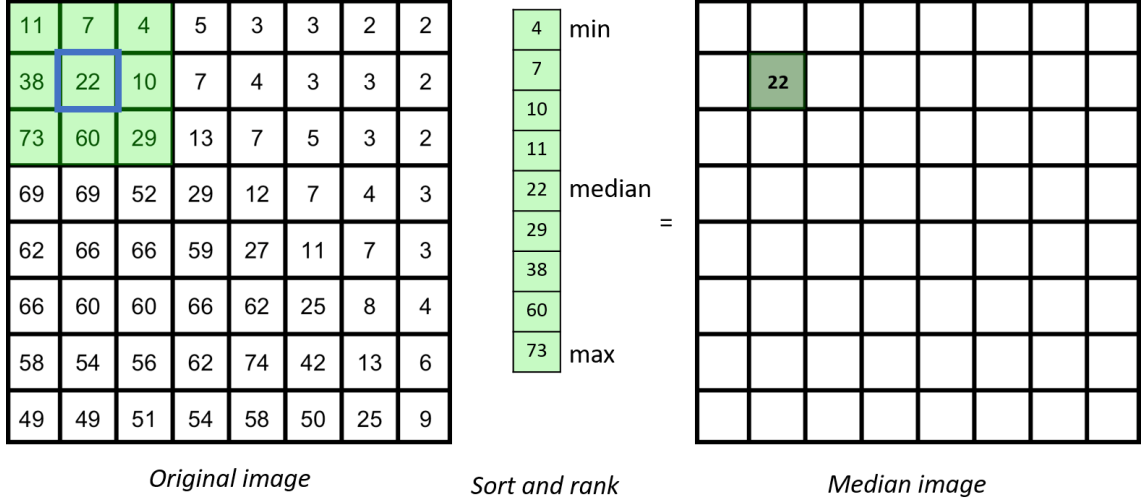 11 7 4 5 3 3 2 2
38 22 10 7 4 3 3 2
73 60 29 13 7 5 3 2
69 69 52 29 12 7 4 3
62 66 66 59 27 11 7 3
66 60 60 66 62 25 8 4
58 54 56 62 74 42 13 6
49 49 51 54 58 50 25 9
Original image
4 min
7
10
11
22 median
29
38
60
73 max
Sort and rank
=
22
Median image